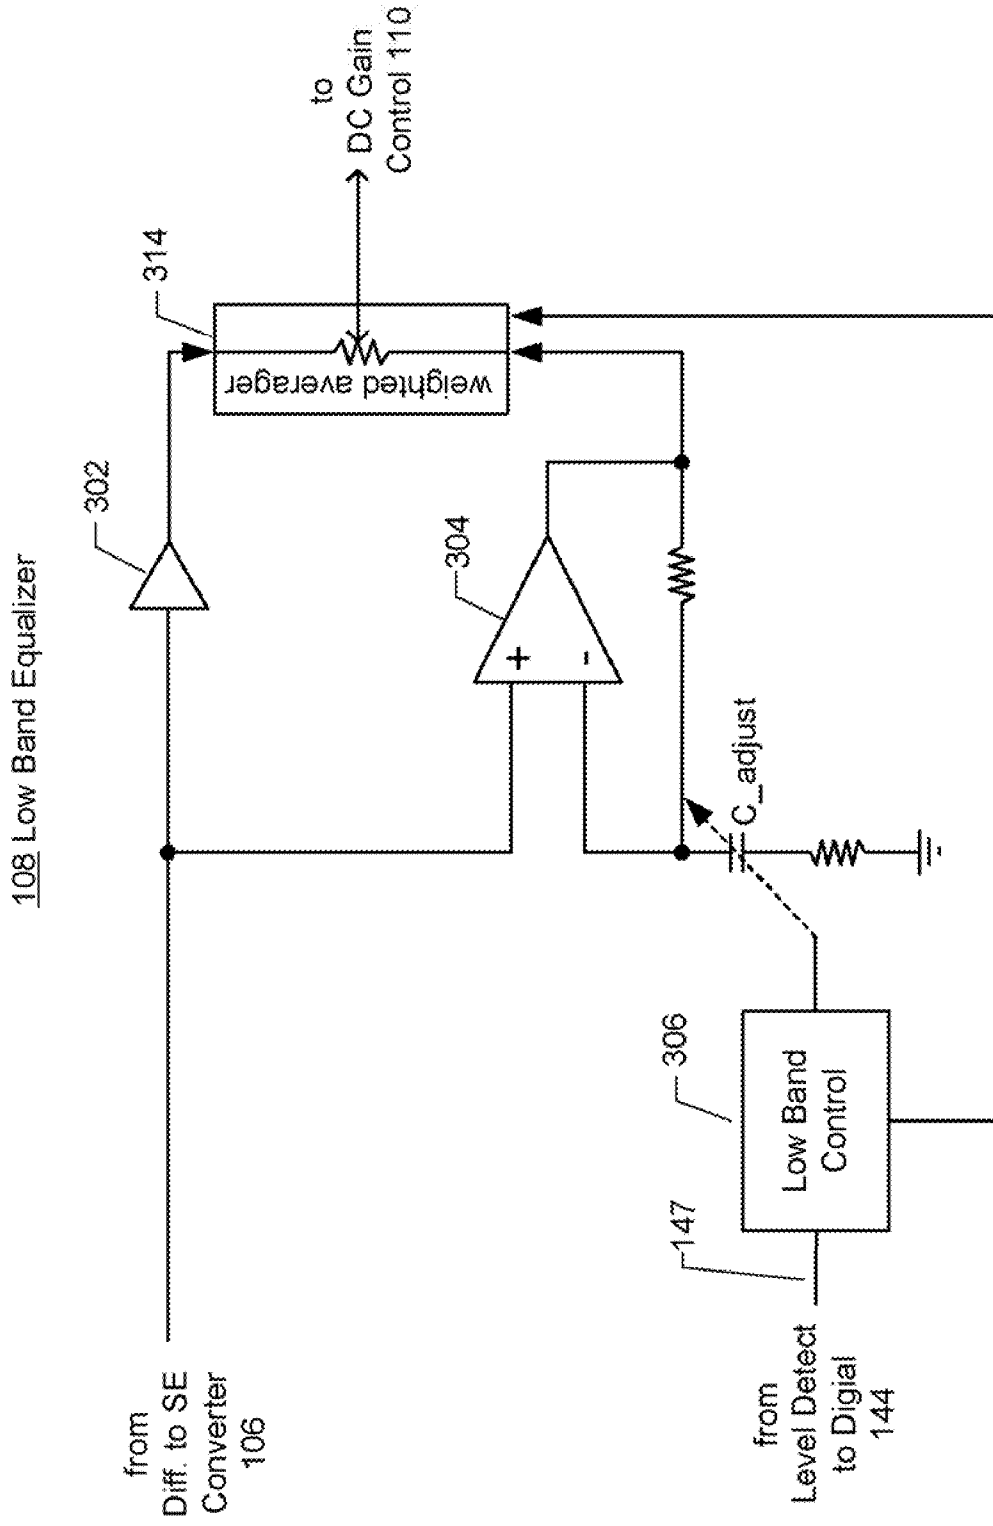 108 Low Band Equalizer
from
Diff. to SE
Converter
106
302
314
weighted averager
to
DC Gain
Control 110
304
+
-
C_adjust
306
Low Band
Control
147
from
Level Detect
to Digial
144